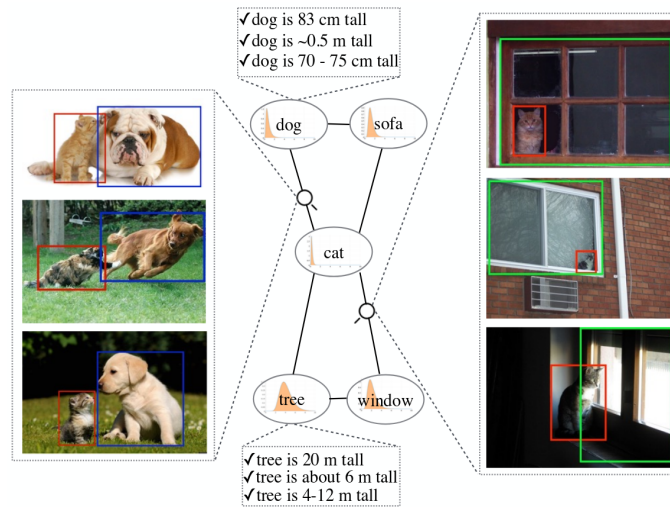 ✓dog is 83 cm tall
✓dog is ~0.5 m tall
✓dog is 70 - 75 cm tall
dog
sofa
cat
tree
window
✓tree is 20 m tall
✓tree is about 6 m tall
✓tree is 4-12 m tall